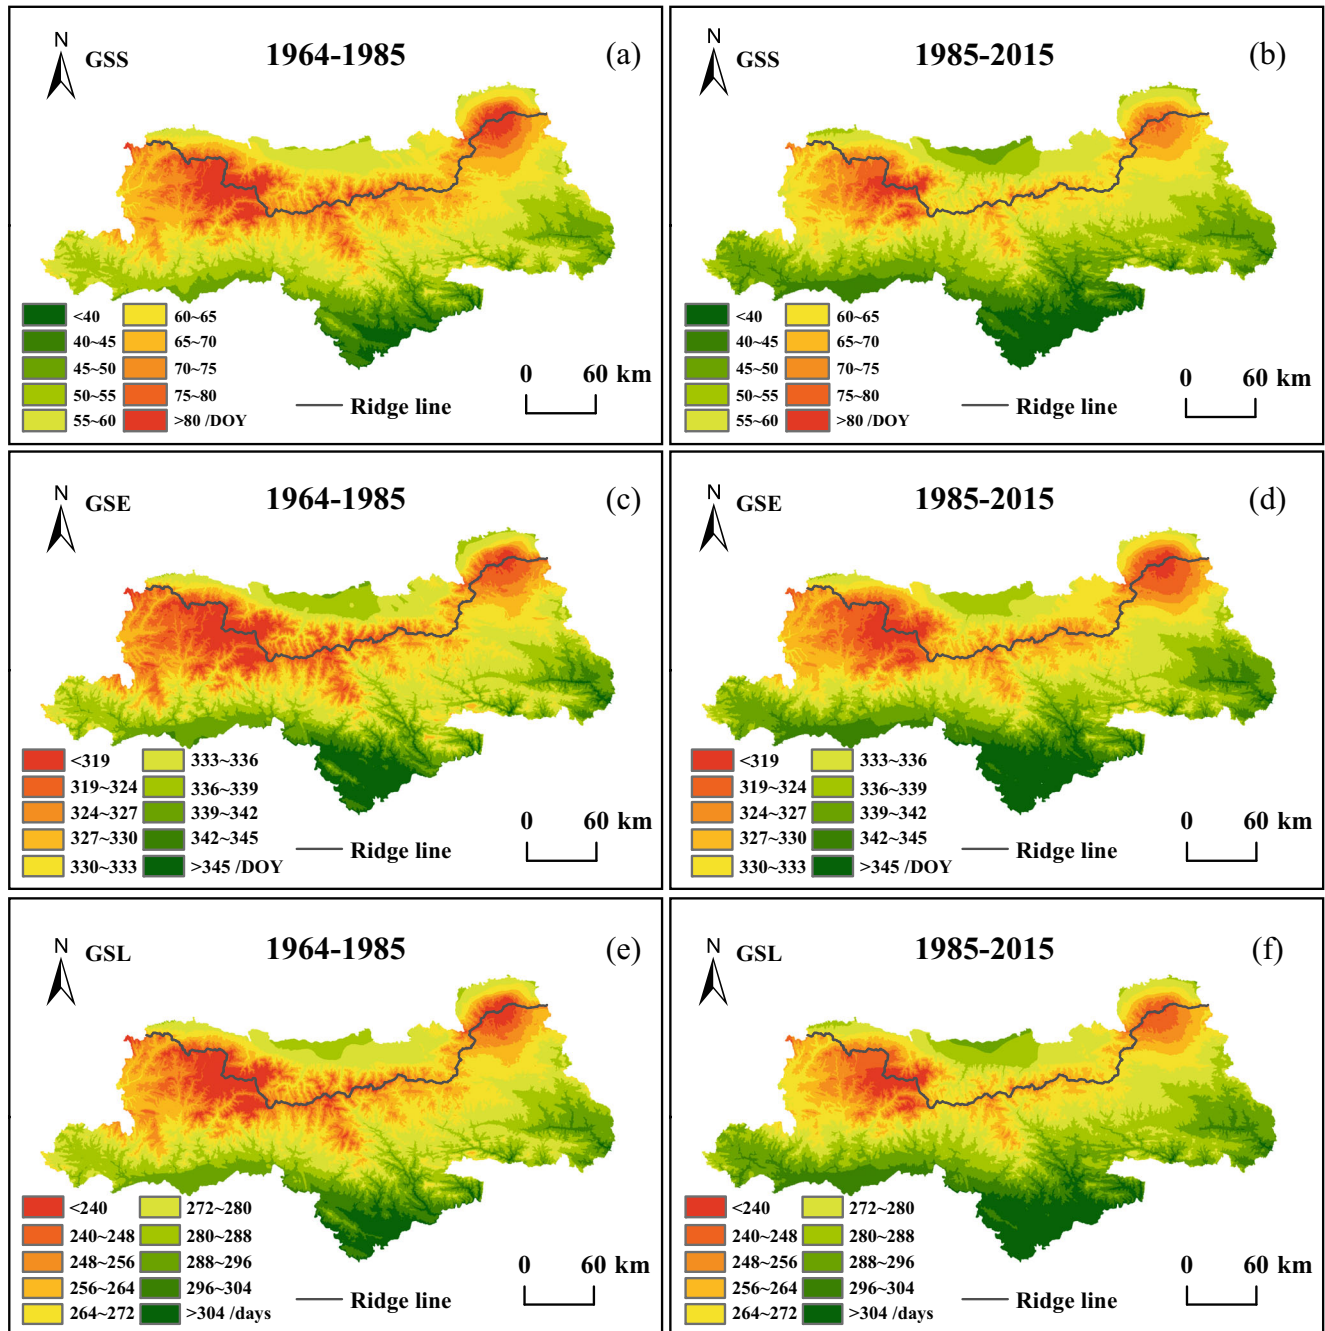 N
GSS
1964-1985
(a)
<40
40~45
45~50
50~55
55~60
60~65
65~70
70~75
75~80
>80 /DOY
Ridge line
0 60 km
N
GSS
1985-2015
(b)
<40
40~45
45~50
50~55
55~60
60~65
65~70
70~75
75~80
>80 /DOY
Ridge line
0 60 km
N
GSE
1964-1985
(c)
<319
319~324
324~327
327~330
330~333
333~336
336~339
339~342
342~345
>345 /DOY
Ridge line
0 60 km
N
GSE
1985-2015
(d)
<319
319~324
324~327
327~330
330~333
333~336
336~339
339~342
342~345
>345 /DOY
Ridge line
0 60 km
N
GSL
1964-1985
(e)
<240
240~248
248~256
256~264
264~272
272~280
280~288
288~296
296~304
>304 /days
Ridge line
0 60 km
N
GSL
1985-2015
(f)
<240
240~248
248~256
256~264
264~272
272~280
280~288
288~296
296~304
>304 /days
Ridge line
0 60 km